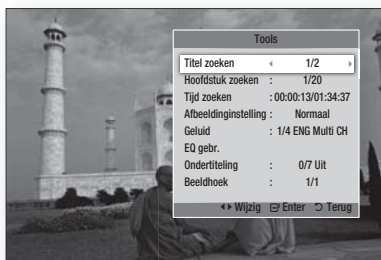 Tools
Titel zoeken ◂ 1/2 ▸
Hoofdstuk zoeken : 1/20
Tijd zoeken : 00:00:13/01:34:37
Afbeeldinginstelling : Normaal
Geluid : 1/4 ENG Multi CH
EQ gebr.
Ondertiteling : 0/7 Uit
Beeldhoek : 1/1
◂▸ Wijzig Enter Terug